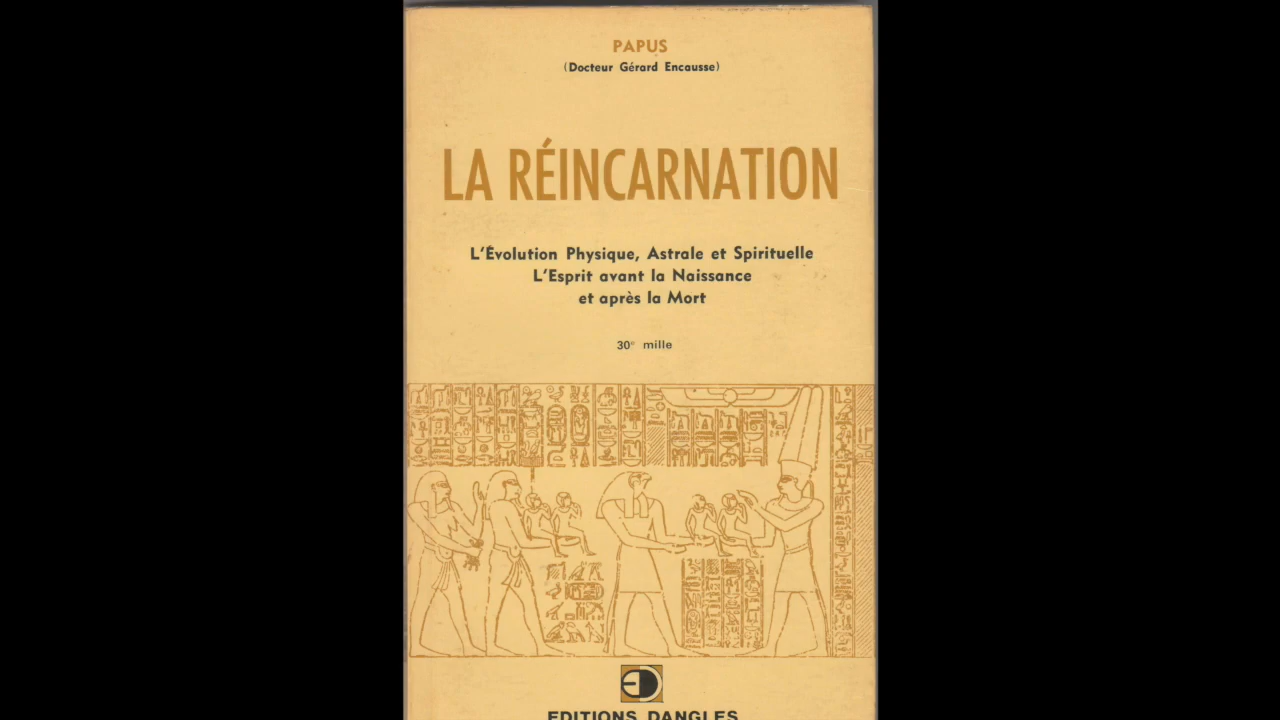 PAPUS
(Docteur Gérard Encausse)
LA RÉINCARNATION
L'Évolution Physique, Astrale et Spirituelle
L'Esprit avant la Naissance
et après la Mort
30e mille
EDITIONS DANGLES